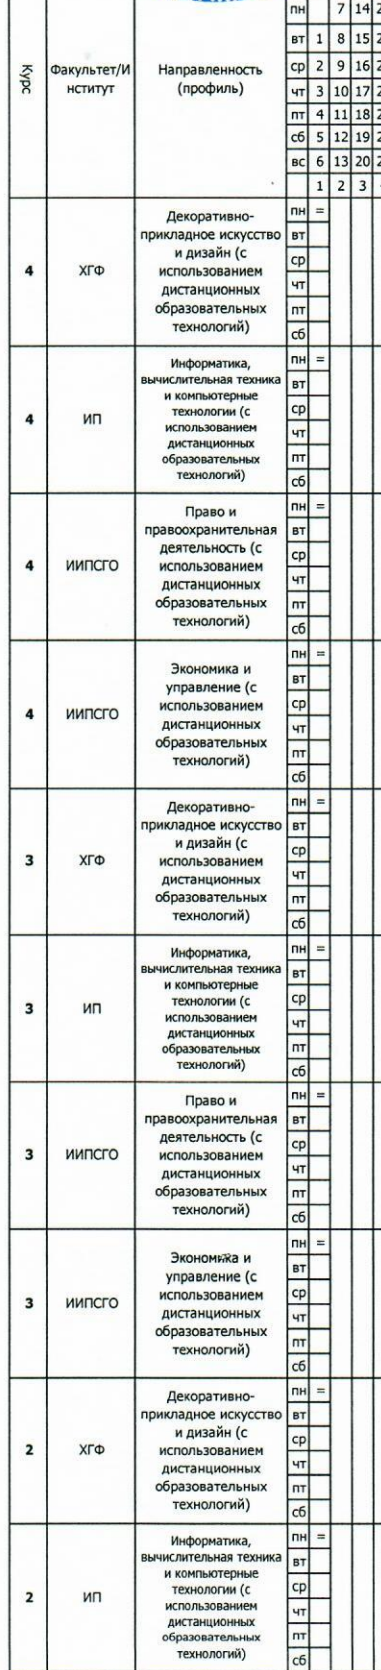 пн 7 14 2
вт 1 8 15 2
ср 2 9 16 2
чт 3 10 17 2
пт 4 11 18 2
сб 5 12 19 2
вс 6 13 20 2
1 2 3
Курс
Факультет/И
нститут
Направленность
(профиль)
4
ХГФ
Декоративно-
прикладное искусство
и дизайн (с
использованием
дистанционных
образовательных
технологий)
пн =
вт
ср
чт
пт
сб
4
ИП
Информатика,
вычислительная техника
и компьютерные
технологии (с
использованием
дистанционных
образовательных
технологий)
пн =
вт
ср
чт
пт
сб
4
ИИПСГО
Право и
правоохранительная
деятельность (с
использованием
дистанционных
образовательных
технологий)
пн =
вт
ср
чт
пт
сб
4
ИИПСГО
Экономика и
управление (с
использованием
дистанционных
образовательных
технологий)
пн =
вт
ср
чт
пт
сб
3
ХГФ
Декоративно-
прикладное искусство
и дизайн (с
использованием
дистанционных
образовательных
технологий)
пн =
вт
ср
чт
пт
сб
3
ИП
Информатика,
вычислительная техника
и компьютерные
технологии (с
использованием
дистанционных
образовательных
технологий)
пн =
вт
ср
чт
пт
сб
3
ИИПСГО
Право и
правоохранительная
деятельность (с
использованием
дистанционных
образовательных
технологий)
пн =
вт
ср
чт
пт
сб
3
ИИПСГО
Экономика и
управление (с
использованием
дистанционных
образовательных
технологий)
пн =
вт
ср
чт
пт
сб
2
ХГФ
Декоративно-
прикладное искусство
и дизайн (с
использованием
дистанционных
образовательных
технологий)
пн =
вт
ср
чт
пт
сб
2
ИП
Информатика,
вычислительная техника
и компьютерные
технологии (с
использованием
дистанционных
образовательных
технологий)
пн =
вт
ср
чт
пт
сб